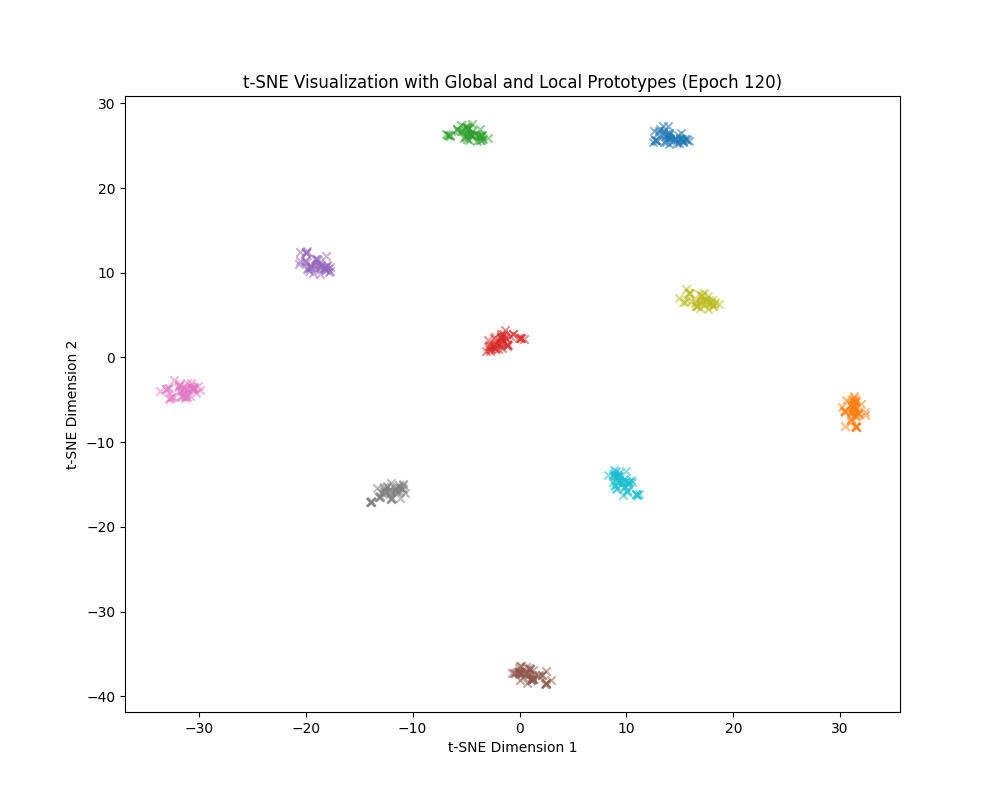 t-SNE Visualization with Global and Local Prototypes (Epoch 120)
30
20
10
0
−10
−20
−30
−40
t-SNE Dimension 2
−30 −20 −10 0 10 20 30
t-SNE Dimension 1